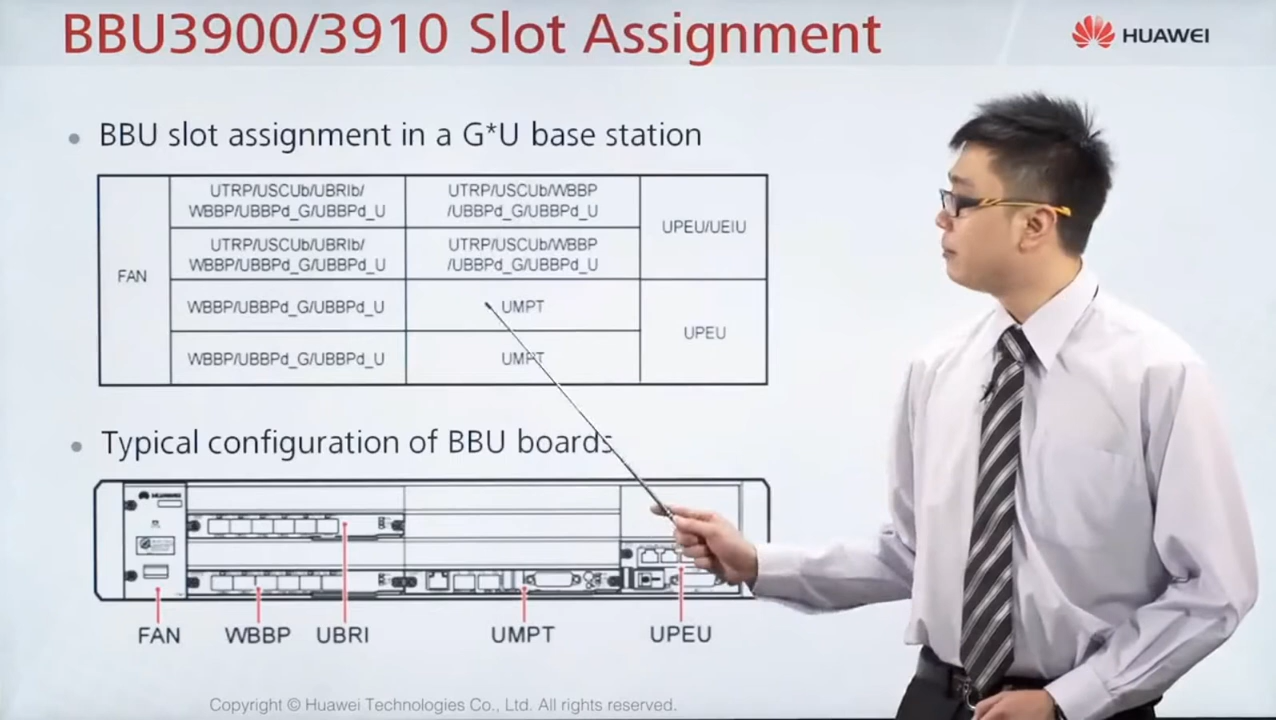 BBU3900/3910 Slot Assignment
HUAWEI
BBU slot assignment in a G*U base station
UTRP/USCUb/UBRIb/
WBBP/UBBPd_G/UBBPd_U
UTRP/USCUb/WBBP
/UBBPd_G/UBBPd_U
UPEU/UEIU
UTRP/USCUb/UBRIb/
WBBP/UBBPd_G/UBBPd_U
UTRP/USCUb/WBBP
/UBBPd_G/UBBPd_U
FAN
WBBP/UBBPd_G/UBBPd_U
UMPT
UPEU
WBBP/UBBPd_G/UBBPd_U
UMPT
Typical configuration of BBU boards
HUAWEI
FAN
WBBP
UBRI
UMPT
UPEU
Copyright © Huawei Technologies Co., Ltd. All rights reserved.